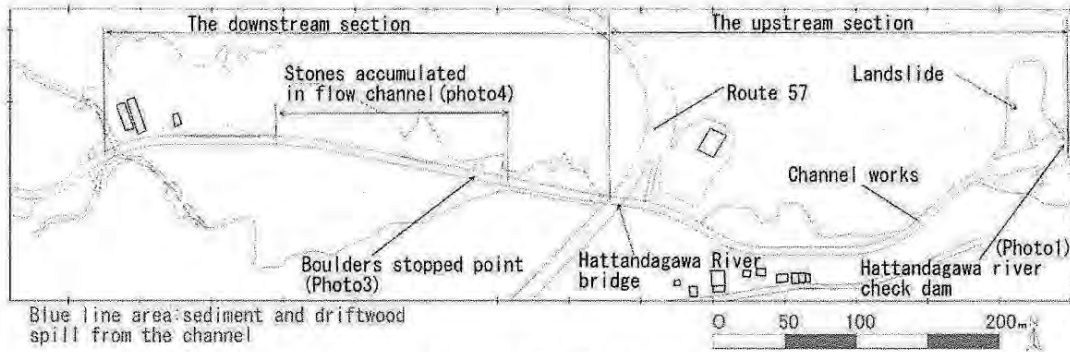 The downstream section
The upstream section
Stones accumulated
in flow channel(photo4)
Landslide
Route 57
Channel works
Boulders stopped point
(Photo3)
Hattandagawa River
bridge
(Photo1)
Hattandagawa river
check dam
Blue line area:sediment and driftwood
spill from the channel
0 50 100 200m